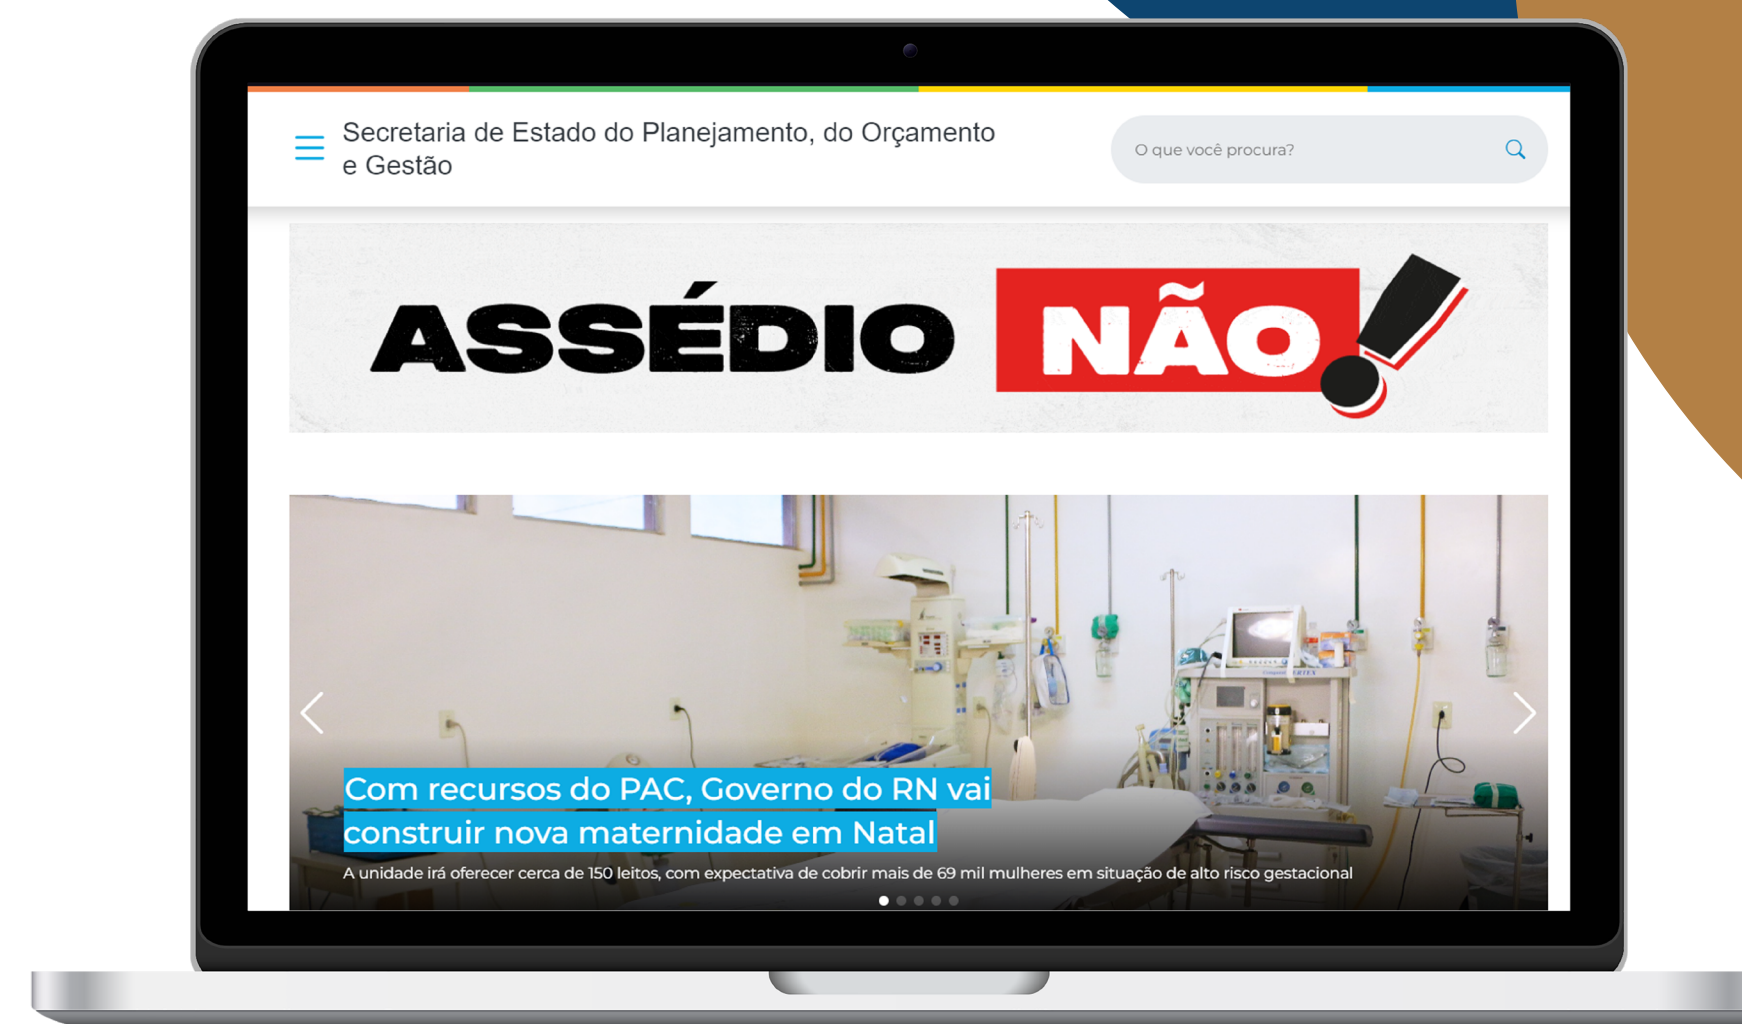 Secretaria de Estado do Planejamento, do Orçamento
e Gestão
O que você procura?
ASSÉDIO NÃO!
Com recursos do PAC, Governo do RN vai
construir nova maternidade em Natal
A unidade irá oferecer cerca de 150 leitos, com expectativa de cobrir mais de 69 mil mulheres em situação de alto risco gestacional